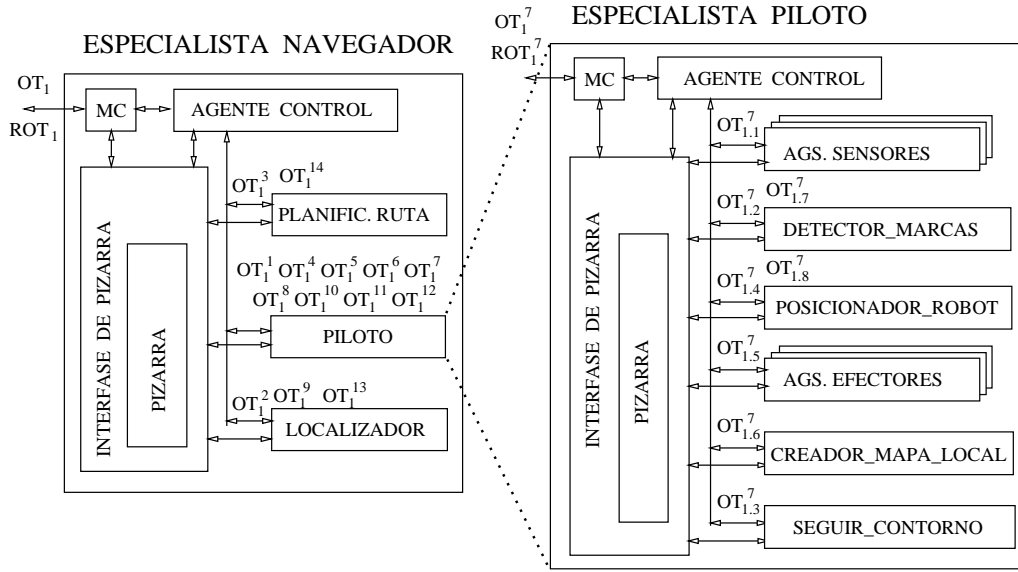 ESPECIALISTA NAVEGADOR
OT₁
ROT₁
MC
AGENTE CONTROL
INTERFASE DE PIZARRA
PIZARRA
OT₁³ OT₁¹⁴
PLANIFIC. RUTA
OT₁¹ OT₁⁴ OT₁⁵ OT₁⁶ OT₁⁷
OT₁⁸ OT₁¹⁰ OT₁¹¹ OT₁¹²
PILOTO
OT₁² OT₁⁹ OT₁¹³
LOCALIZADOR
ESPECIALISTA PILOTO
OT₁⁷
ROT₁⁷
MC
AGENTE CONTROL
INTERFASE DE PIZARRA
PIZARRA
OT₁.₁⁷
AGS. SENSORES
OT₁.₂⁷ OT₁.₇⁷
DETECTOR_MARCAS
OT₁.₄⁷ OT₁.₈⁷
POSICIONADOR_ROBOT
OT₁.₅⁷
AGS. EFECTORES
OT₁.₆⁷
CREADOR_MAPA_LOCAL
OT₁.₃⁷
SEGUIR_CONTORNO